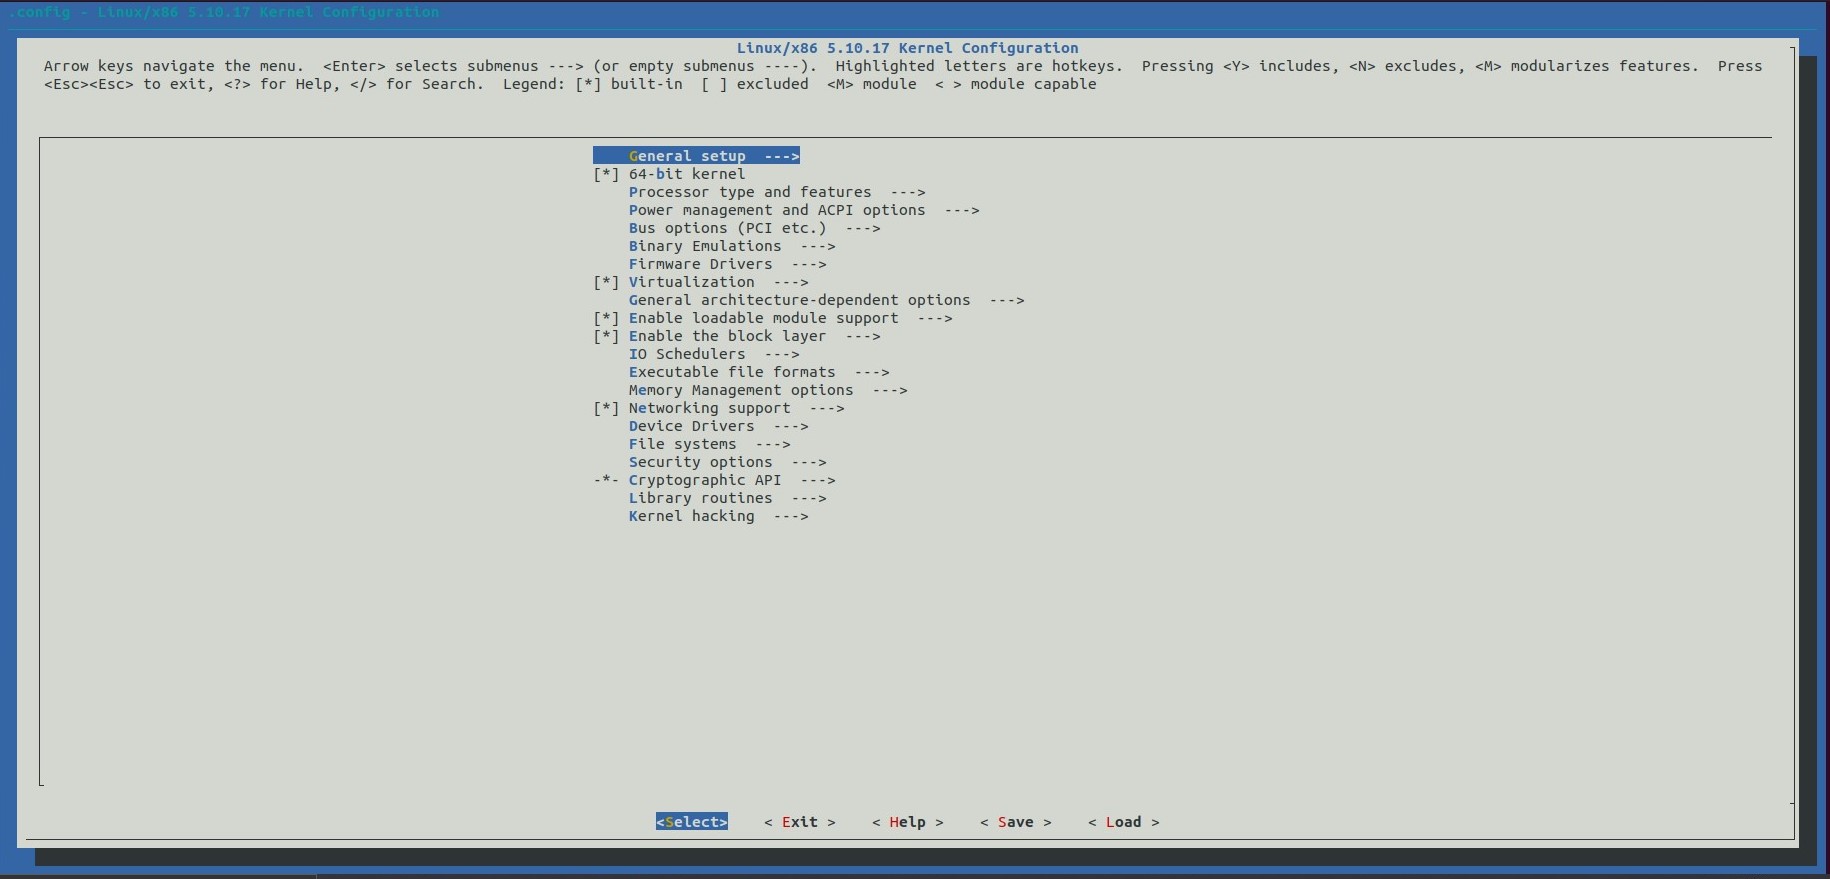 .config - Linux/x86 5.10.17 Kernel Configuration
Linux/x86 5.10.17 Kernel Configuration
Arrow keys navigate the menu.  <Enter> selects submenus ---> (or empty submenus ----).  Highlighted letters are hotkeys.  Pressing <Y> includes, <N> excludes, <M> modularizes features.  Press
<Esc><Esc> to exit, <?> for Help, </> for Search.  Legend: [*] built-in  [ ] excluded  <M> module  < > module capable
General setup  --->
[*] 64-bit kernel
Processor type and features  --->
Power management and ACPI options  --->
Bus options (PCI etc.)  --->
Binary Emulations  --->
Firmware Drivers  --->
[*] Virtualization  --->
General architecture-dependent options  --->
[*] Enable loadable module support  --->
[*] Enable the block layer  --->
IO Schedulers  --->
Executable file formats  --->
Memory Management options  --->
[*] Networking support  --->
Device Drivers  --->
File systems  --->
Security options  --->
-*- Cryptographic API  --->
Library routines  --->
Kernel hacking  --->
<Select>    < Exit >    < Help >    < Save >    < Load >